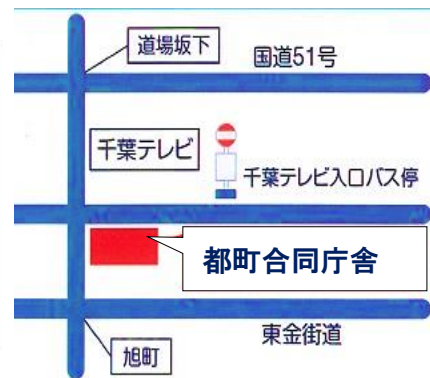 道場坂下
国道51号
千葉テレビ
千葉テレビ入口バス停
都町合同庁舎
東金街道
旭町